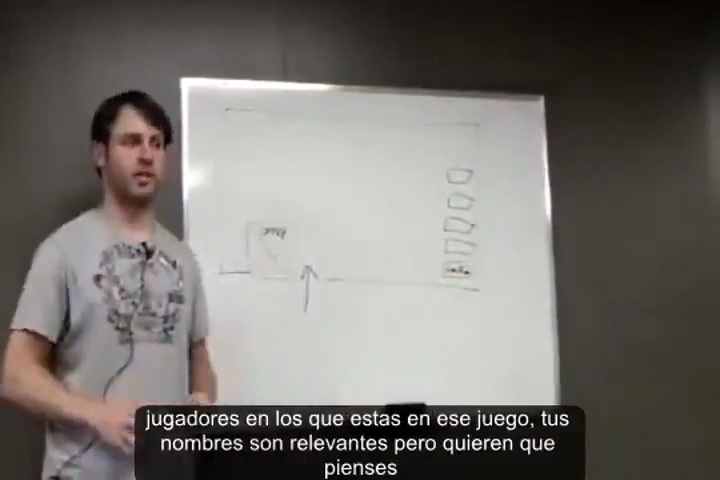 jugadores en los que estas en ese juego, tus
nombres son relevantes pero quieren que
pienses